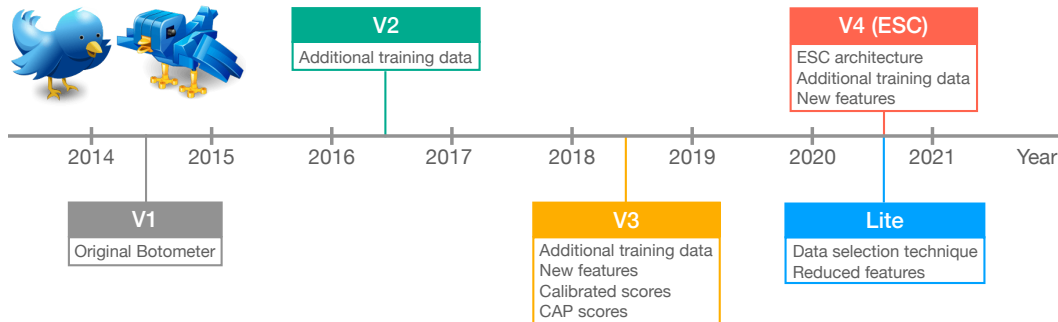 V2
Additional training data
V4 (ESC)
ESC architecture
Additional training data
New features
2014 2015 2016 2017 2018 2019 2020 2021 Year
V1
Original Botometer
V3
Additional training data
New features
Calibrated scores
CAP scores
Lite
Data selection technique
Reduced features